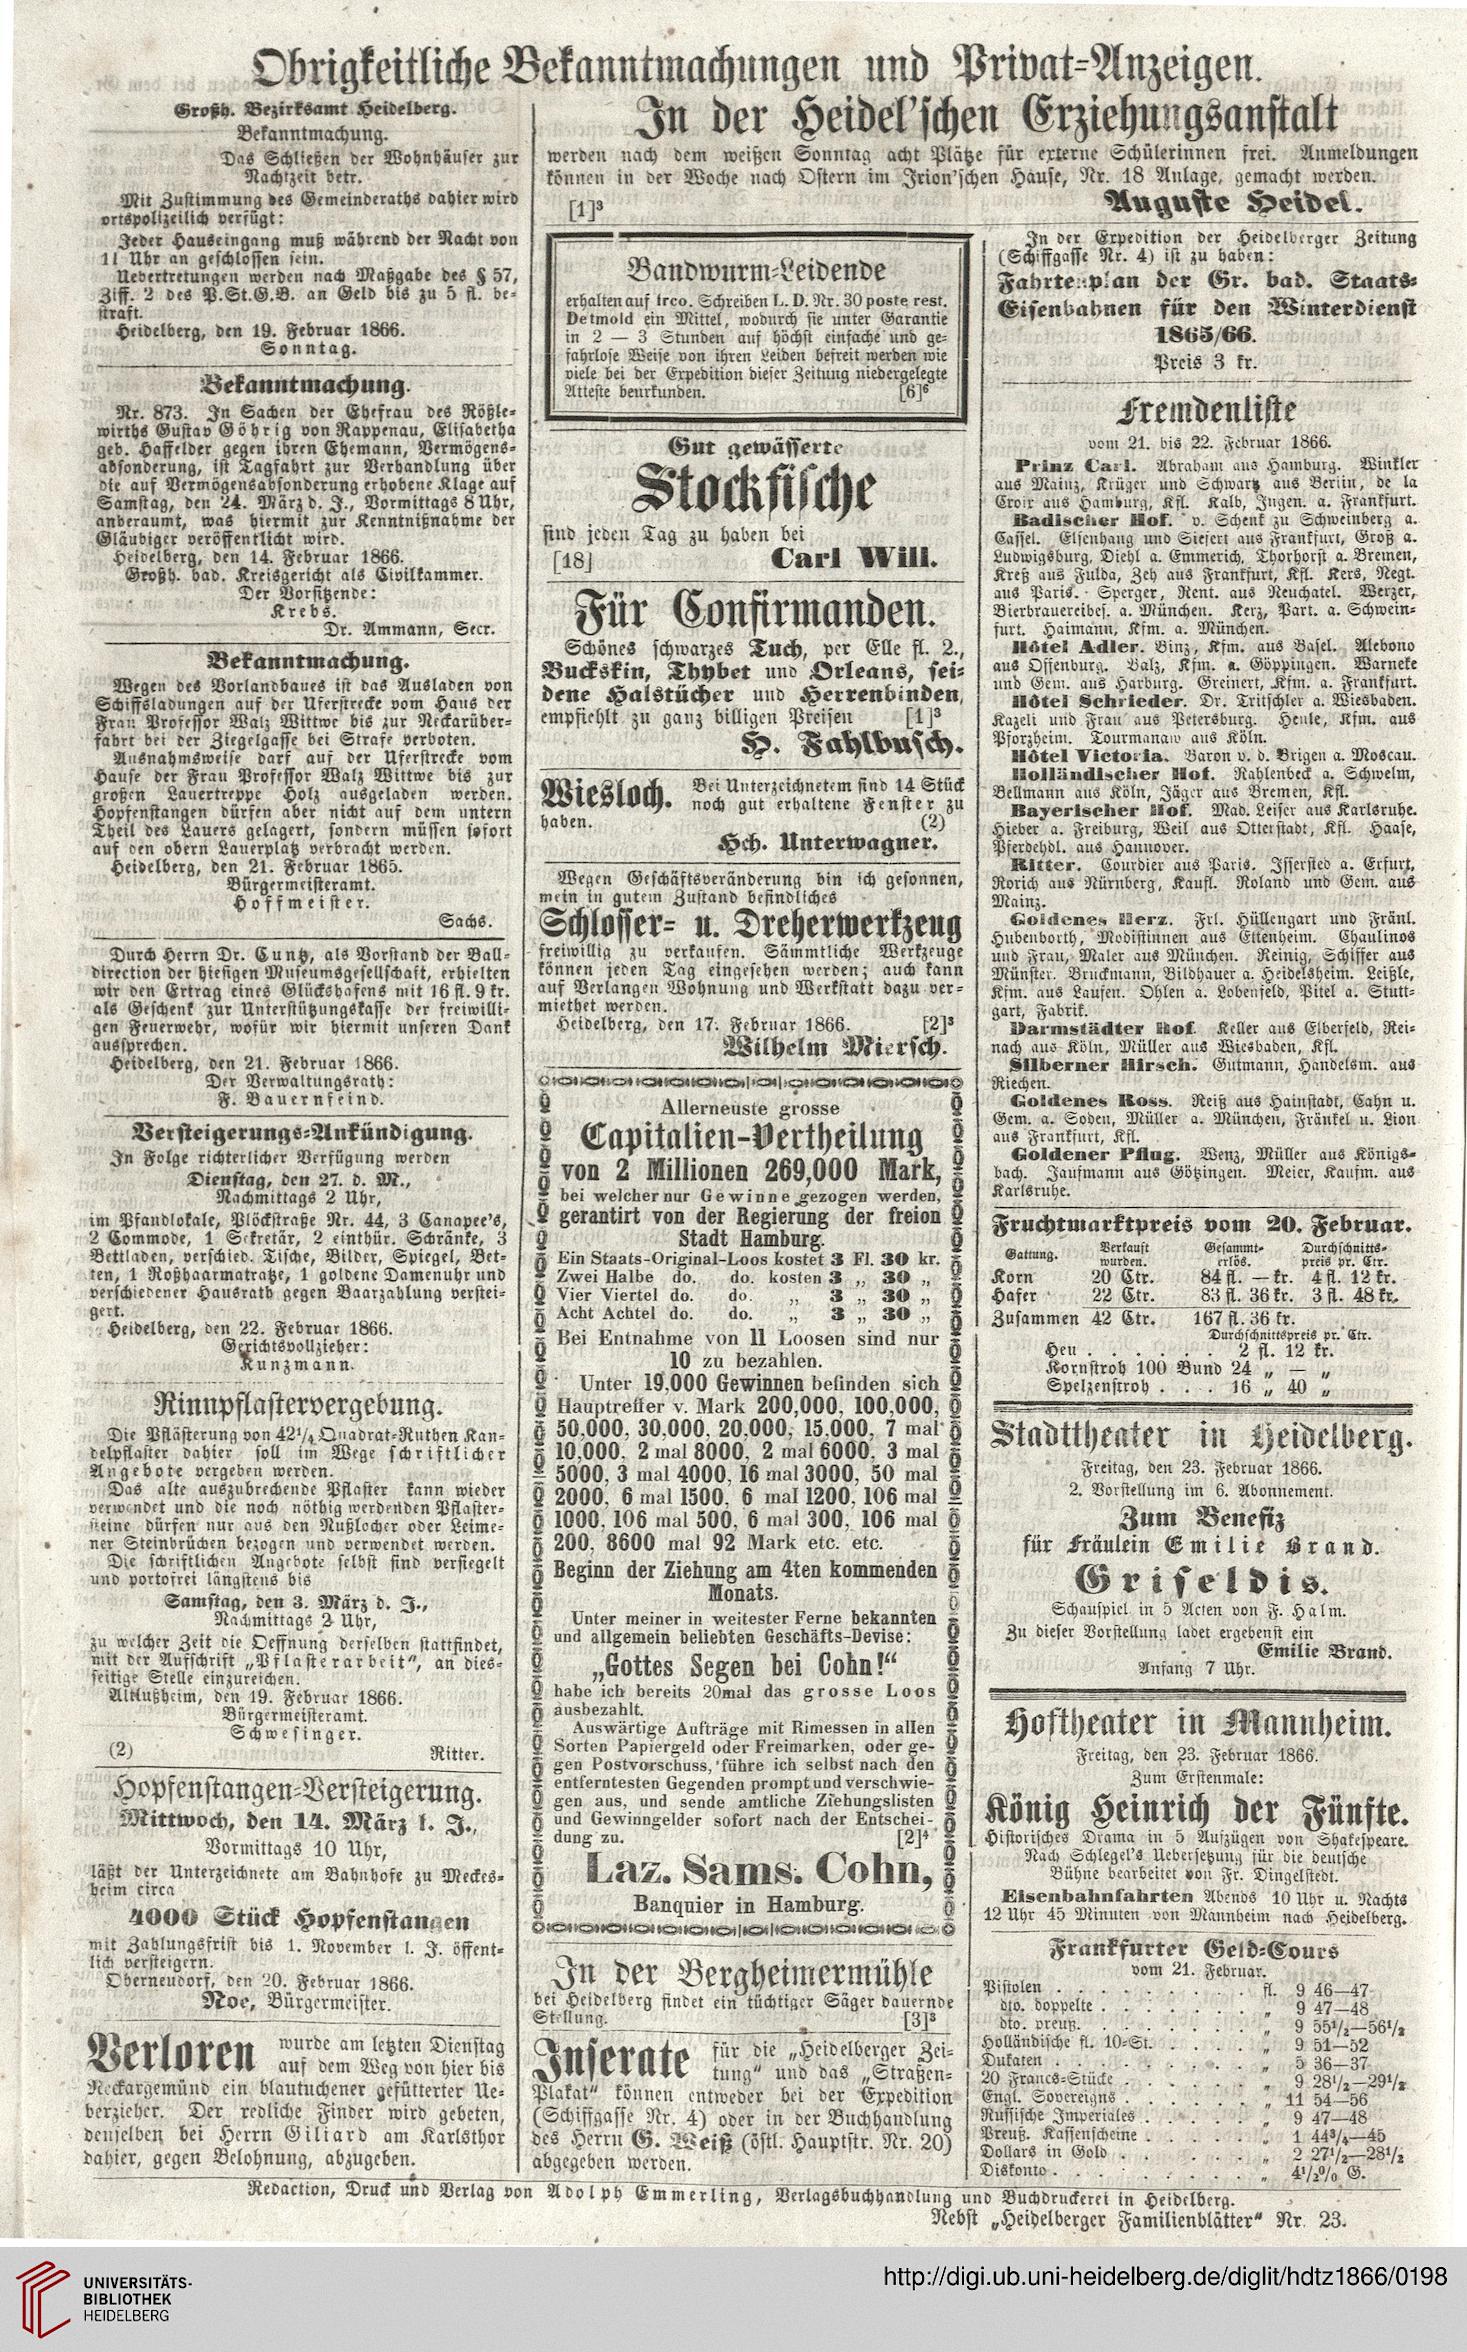 Obrigkeitliche Bekanntmachungen und Privat-Anzeigen.
Großh. Bezirksamt Heidelberg.
Bekanntmachung.
Das Schließen der Wohnhäuser zur
Nachtzeit betr.
Mit Zustimmung des Gemeinderaths dahier wird
ortspolizeilich verfügt:
Jeder Hauseingang muß während der Nacht von
11 Uhr an geschlossen sein.
Uebertretungen werden nach Maßgabe des § 57,
Ziff. 2 des P.St.G.B. an Geld bis zu 5 fl. be-
straft.
Heidelberg, den 19. Februar 1866.
Sonntag.
Bekanntmachung.
Nr. 873. In Sachen der Ehefrau des Rößle-
wirths Gustav Göhrig von Rappenau, Elisabetha
geb. Haffelder gegen ihren Ehemann, Vermögens-
absonderung, ist Tagfahrt zur Verhandlung über
die auf Vermögensabsonderung erhobene Klage auf
Samstag, den 24. März d. J., Vormittags 8 Uhr,
anberaumt, was hiermit zur Kenntnißnahme der
Gläubiger veröffentlicht wird.
Heidelberg, den 14. Februar 1866.
Großh. bad. Kreisgericht als Civilkammer.
Der Vorsitzende:
Krebs.
Dr. Ammann, Secr.
Bekanntmachung.
Wegen des Vorlandbaues ist das Ausladen von
Schiffsladungen auf der Uferstrecke vom Haus der
Frau Professor Walz Wittwe bis zur Neckarüber-
fahrt bei der Ziegelgasse bei Strafe verboten.
Ausnahmsweise darf auf der Uferstrecke vom
Hause der Frau Professor Walz Wittwe bis zur
großen Lauertreppe Holz ausgeladen werden.
Hopfenstangen dürfen aber nicht auf dem untern
Theil des Lauers gelagert, sondern müssen sofort
auf den obern Lauerplatz verbracht werden.
Heidelberg, den 21. Februar 1865.
Bürgermeisteramt.
Hoffmeister.
Sachs.
Durch Herrn Dr. Cuntz, als Vorstand der Ball-
direction der hiesigen Museumsgesellschaft, erhielten
wir den Ertrag eines Glückshafens mit 16 fl. 9 kr.
als Geschenk zur Unterstützungskasse der freiwilli-
gen Feuerwehr, wofür wir hiermit unseren Dank
aussprechen.
Heidelberg, den 21. Februar 1866.
Der Verwaltungsrath:
F. Bauernfeind.
Versteigerungs-Ankündigung.
In Folge richterlicher Verfügung werden
Dienstag, den 27. d. M.,
Nachmittags 2 Uhr,
im Pfandlokale, Plöckstraße Nr. 44, 3 Canapee's,
2 Commode, 1 Sekretär, 2 einthür. Schränke, 3
Bettladen, verschied. Tische, Bilder, Spiegel, Bet-
ten, 1 Roßhaarmatratze, 1 goldene Damenuhr und
verschiedener Hausrath gegen Baarzahlung verstei-
gert.
Heidelberg, den 22. Februar 1866.
Gerichtsvollzieher:
Kunzmann.
Rinnpflastervergebung.
Die Pflästerung von 42¼ Quadrat-Ruthen Kan-
delpflaster dahier soll im Wege schriftlicher
Angebote vergeben werden.
Das alte auszubrechende Pflaster kann wieder
verwendet und die noch nöthig werdenden Pflaster-
steine dürfen nur aus den Nußlocher oder Leime-
ner Steinbrüchen bezogen und verwendet werden.
Die schriftlichen Angebote selbst sind versiegelt
und portofrei längstens bis
Samstag, den 3. März d. J.,
Nachmittags 2 Uhr,
zu welcher Zeit die Oeffnung derselben stattfindet,
mit der Aufschrift „Pflasterarbeit“, an dies-
seitige Stelle einzureichen.
Altlußheim, den 19. Februar 1866.
Bürgermeisteramt.
Schwesinger.
(2) Ritter.
Hopfenstangen-Versteigerung.
Mittwoch, den 14. März l. J.,
Vormittags 10 Uhr,
läßt der Unterzeichnete am Bahnhofe zu Meckes-
heim circa
4000 Stück Hopfenstangen
mit Zahlungsfrist bis 1. November l. J. öffent-
lich versteigern.
Oberneudorf, den 20. Februar 1866.
Noe, Bürgermeister.
Verloren wurde am letzten Dienstag
auf dem Weg von hier bis
Neckargemünd ein blautuchener gefütterter Ue-
berzieher. Der redliche Finder wird gebeten,
denselben bei Herrn Giliard am Karlsthor
dahier, gegen Belohnung, abzugeben.
In der Heidel'schen Erziehungsanstalt
werden nach dem weißen Sonntag acht Plätze für externe Schülerinnen frei. Anmeldungen
können in der Woche nach Ostern im Irion'schen Hause, Nr. 18 Anlage, gemacht werden.
[1]³ Auguste Heidel.
Bandwurm-Leidende
erhalten auf frco. Schreiben L. D. Nr. 30 poste rest.
Detmold ein Mittel, wodurch sie unter Garantie
in 2 — 3 Stunden auf höchst einfache und ge-
fahrlose Weise von ihren Leiden befreit werden wie
viele bei der Expedition dieser Zeitung niedergelegte
Atteste beurkunden. [6]⁶
Gut gewässerte
Stockfische
sind jeden Tag zu haben bei
[18] Carl Will.
Für Confirmanden.
Schönes schwarzes Tuch, per Elle fl. 2.,
Buckskin, Thybet und Orleans, sei-
dene Halstücher und Herrenbinden,
empfiehlt zu ganz billigen Preisen [1]³
H. Fahlbusch.
Wiesloch. Bei Unterzeichnetem sind 14 Stück
noch gut erhaltene Fenster zu
haben. (2)
Hch. Unterwagner.
Wegen Geschäftsveränderung bin ich gesonnen,
mein in gutem Zustand befindliches
Schlosser- u. Dreherwerkzeug
freiwillig zu verkaufen. Sämmtliche Werkzeuge
können jeden Tag eingesehen werden; auch kann
auf Verlangen Wohnung und Werkstatt dazu ver-
miethet werden.
Heidelberg, den 17. Februar 1866. [2]³
Wilhelm Miersch.
Allerneuste grosse
Capitalien-Vertheilung
von 2 Millionen 269,000 Mark,
bei welcher nur Gewinne gezogen werden,
gerantirt von der Regierung der freion
Stadt Hamburg.
Ein Staats-Original-Loos kostet 3 Fl. 30 kr.
Zwei Halbe do. do. kosten 3 „ 30 „
Vier Viertel do. do. „ 3 „ 30 „
Acht Achtel do. do. „ 3 „ 30 „
Bei Entnahme von 11 Loosen sind nur
10 zu bezahlen.
Unter 19,000 Gewinnen befinden sich
Hauptreffer v. Mark 200,000, 100,000,
50,000, 30,000, 20,000, 15,000, 7 mal
10,000, 2 mal 8000, 2 mal 6000, 3 mal
5000, 3 mal 4000, 16 mal 3000, 50 mal
2000, 6 mal 1500, 6 mal 1200, 106 mal
1000, 106 mal 500, 6 mal 300, 106 mal
200, 8600 mal 92 Mark etc. etc.
Beginn der Ziehung am 4ten kommenden
Monats.
Unter meiner in weitester Ferne bekannten
und allgemein beliebten Geschäfts-Devise:
„Gottes Segen bei Cohn!“
habe ich bereits 20mal das grosse Loos
ausbezahlt.
Auswärtige Aufträge mit Rimessen in allen
Sorten Papiergeld oder Freimarken, oder ge-
gen Postvorschuss, führe ich selbst nach den
entferntesten Gegenden prompt und verschwie-
gen aus, und sende amtliche Ziehungslisten
und Gewinngelder sofort nach der Entschei-
dung zu. [2]⁴
Laz. Sams. Cohn,
Banquier in Hamburg.
In der Bergheimermühle
bei Heidelberg findet ein tüchtiger Säger dauernde
Stellung. [3]³
Inserate für die „Heidelberger Zei-
tung“ und das „Straßen-
Plakat“ können entweder bei der Expedition
(Schiffgasse Nr. 4) oder in der Buchhandlung
des Herrn G. Weiß (östl. Hauptstr. Nr. 20)
abgegeben werden.
In der Expedition der Heidelberger Zeitung
(Schiffgasse Nr. 4) ist zu haben:
Fahrtenplan der Gr. bad. Staats-
Eisenbahnen für den Winterdienst
1865/66.
Preis 3 kr.
Fremdenliste
vom 21. bis 22. Februar 1866.
Prinz Carl. Abraham aus Hamburg. Winkler
aus Mainz, Krüger und Schwartz aus Berlin, de la
Croix aus Hamburg, Kfl. Kalb, Ingen. a. Frankfurt.
Badischer Hof. v. Schenk zu Schweinberg a.
Cassel. Elsenhang und Siefert aus Frankfurt, Groß a.
Ludwigsburg, Diehl a. Emmerich, Thorhorst a. Bremen,
Kreß aus Fulda, Zeh aus Frankfurt, Kfl. Kers, Negt.
aus Paris. Sperger, Rent. aus Neuchatel. Werzer,
Bierbrauereibes. a. München. Kerz, Part. a. Schwein-
furt. Haimann, Kfm. a. München.
Hôtel Adler. Binz, Kfm. aus Basel. Alebono
aus Offenburg. Balz, Kfm. a. Göppingen. Warneke
und Gem. aus Harburg. Greinert, Kfm. a. Frankfurt.
Hôtel Schrieder. Dr. Tritschler a. Wiesbaden.
Kazeli und Frau aus Petersburg. Henle, Kfm. aus
Pforzheim. Tourmanaw aus Köln.
Hôtel Victoria. Baron v. d. Brigen a. Moscau.
Holländischer Hof. Rahlenbeck a. Schwelm,
Bellmann aus Köln, Jäger aus Bremen, Kfl.
Bayerischer Hof. Mad. Leiser aus Karlsruhe.
Hieber a. Freiburg, Weil aus Otterstadt, Kfl. Haase,
Pferdehdl. aus Hannover.
Ritter. Courdier aus Paris. Isserstedt a. Erfurt,
Rorich aus Nürnberg, Kaufl. Roland und Gem. aus
Mainz.
Goldenes Herz. Frl. Hüllengart und Fränl.
Hubenborth, Modistinnen aus Ettenheim. Chaulinos
und Frau, Maler aus München. Reinig, Schiffer aus
Münster. Bruckmann, Bildhauer a. Heidelsheim. Leißle,
Kfm. aus Laufen. Ohlen a. Lobenfeld, Pitel a. Stutt-
gart, Fabrik.
Darmstädter Hof. Keller aus Elberfeld, Rei-
nach aus Köln, Müller aus Wiesbaden, Kfl.
Silberner Hirsch. Gutmann, Handelsm. aus
Riechen.
Goldenes Ross. Reiß aus Hainstadt, Cahn u.
Gem. a. Soden, Müller a. München, Fränkel u. Lion
aus Frankfurt, Kfl.
Goldener Pflug. Wenz, Müller aus Königs-
bach. Jaufmann aus Götzingen. Meier, Kaufm. aus
Karlsruhe.
Fruchtmarktpreis vom 20. Februar.
Gattung. Verkauft wurden. Gesammt-erlös. Durchschnitts-preis pr. Ctr.
Korn 20 Ctr. 84 fl. — kr. 4 fl. 12 kr.
Hafer 22 Ctr. 83 fl. 36 kr. 3 fl. 48 kr.
Zusammen 42 Ctr. 167 fl. 36 kr.
Durchschnittspreis pr. Ctr.
Heu . . . . . . . 2 fl. 12 kr.
Kornstroh 100 Bund 24 „ — „
Spelzenstroh . . . 16 „ 40 „
Stadttheater in Heidelberg.
Freitag, den 23. Februar 1866.
2. Vorstellung im 6. Abonnement.
Zum Benefiz
für Fräulein Emilie Brand.
Griseldis.
Schauspiel in 5 Acten von F. Halm.
Zu dieser Vorstellung ladet ergebenst ein
Emilie Brand.
Anfang 7 Uhr.
Hoftheater in Mannheim.
Freitag, den 23. Februar 1866.
Zum Erstenmale:
König Heinrich der Fünfte.
Historisches Drama in 5 Aufzügen von Shakespeare.
Nach Schlegel's Uebersetzung für die deutsche
Bühne bearbeitet von Fr. Dingelstedt.
Eisenbahnfahrten Abends 10 Uhr u. Nachts
12 Uhr 45 Minuten von Mannheim nach Heidelberg.
Frankfurter Geld-Cours
vom 21. Februar.
Pistolen . . . . . fl. 9 46—47
dto. doppelte . . . . „ 9 47—48
dto. preuß. . . . . „ 9 55½—56½
Holländische fl. 10-St. . . . „ 9 51—52
Dukaten . . . . . „ 5 36—37
20 Francs-Stücke . . . . „ 9 28½—29½
Engl. Sovereigns . . . . „ 11 54—56
Russische Imperiales . . . . „ 9 47—48
Preuß. Kassenscheine . . . . „ 1 44¾—45
Dollars in Gold . . . . „ 2 27½—28½
Diskonto . . . . . „ 4½% G.
Redaction, Druck und Verlag von Adolph Emmerling, Verlagsbuchhandlung und Buchdruckerei in Heidelberg.
Nebst „Heidelberger Familienblätter“ Nr. 23.
UNIVERSITÄTS-
BIBLIOTHEK
HEIDELBERG
http://digi.ub.uni-heidelberg.de/diglit/hdtz1866/0198